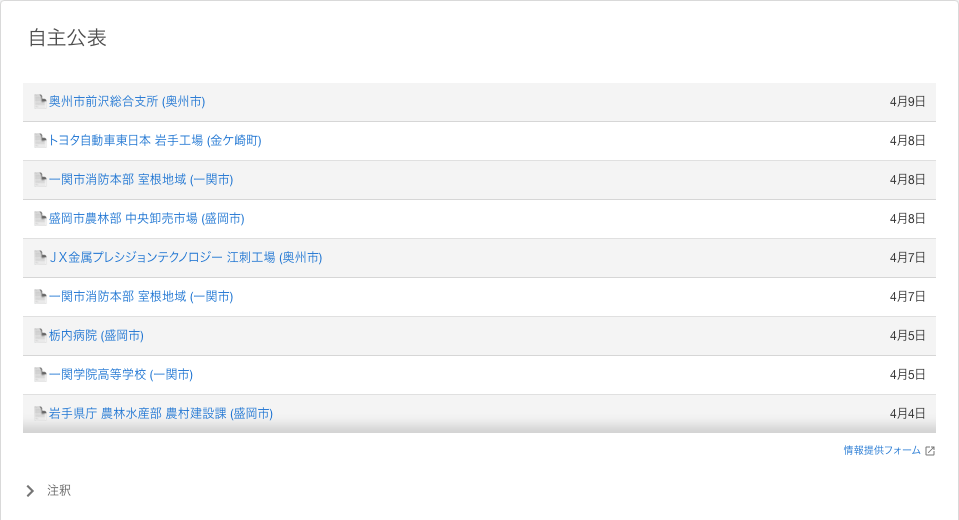 自主公表
奥州市前沢総合支所 (奥州市) 4月9日
トヨタ自動車東日本 岩手工場 (金ケ崎町) 4月8日
一関市消防本部 室根地域 (一関市) 4月8日
盛岡市農林部 中央卸売市場 (盛岡市) 4月8日
ＪＸ金属プレシジョンテクノロジー 江刺工場 (奥州市) 4月7日
一関市消防本部 室根地域 (一関市) 4月7日
栃内病院 (盛岡市) 4月5日
一関学院高等学校 (一関市) 4月5日
岩手県庁 農林水産部 農村建設課 (盛岡市) 4月4日
情報提供フォーム
注釈